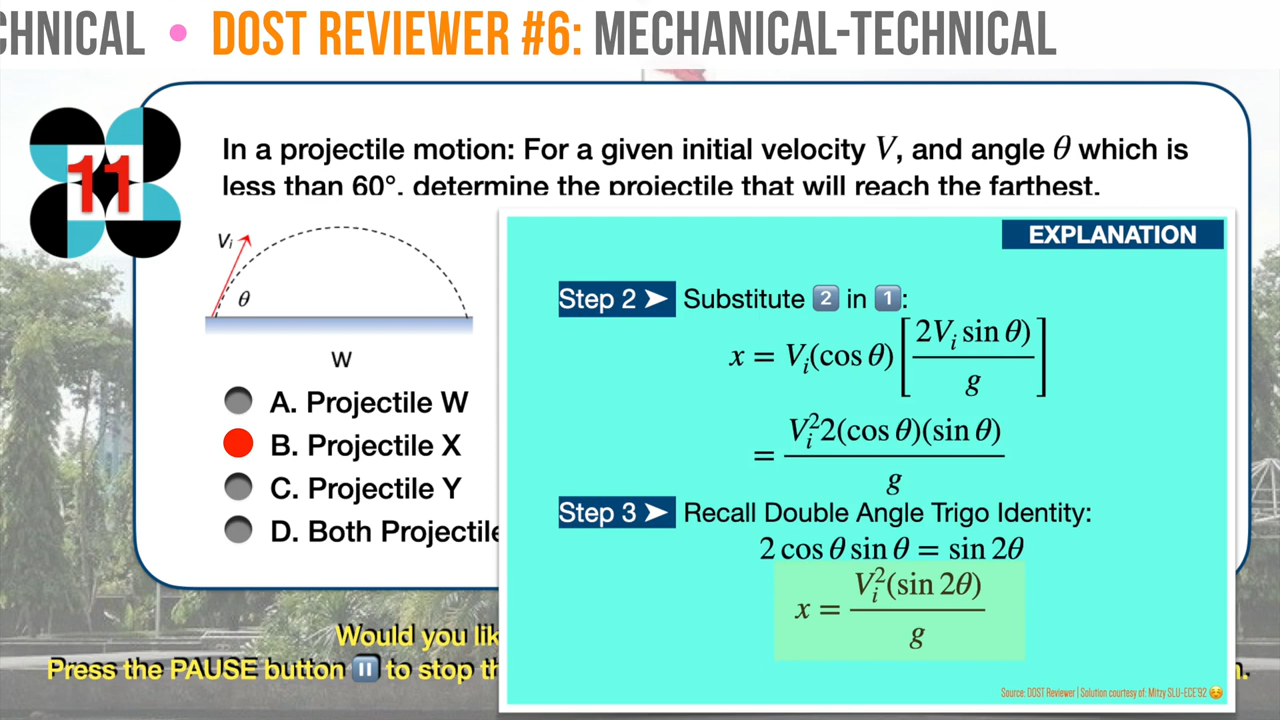 CHNICAL • DOST REVIEWER #6: MECHANICAL-TECHNICAL
11
In a projectile motion: For a given initial velocity V, and angle θ which is
less than 60°, determine the projectile that will reach the farthest.
Vᵢ
θ
W
A. Projectile W
B. Projectile X
C. Projectile Y
D. Both Projectile
EXPLANATION
Step 2 ➤ Substitute 2 in 1:
x = Vᵢ(cos θ) [2Vᵢ sin θ) / g]
= Vᵢ²2(cos θ)(sin θ) / g
Step 3 ➤ Recall Double Angle Trigo Identity:
2 cos θ sin θ = sin 2θ
x = Vᵢ²(sin 2θ) / g
Would you lik
Press the PAUSE button ⏸ to stop th
Source: DOST Reviewer | Solution courtesy of: Mitzy SLU-ECE'92 😊